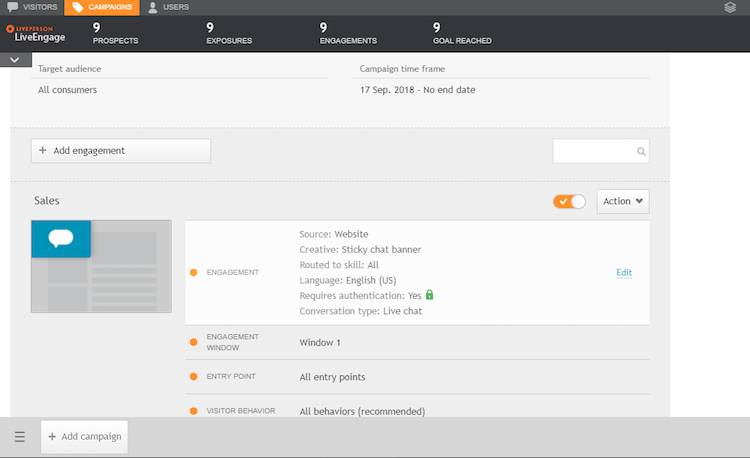 VISITORS CAMPAIGNS USERS
LIVEPERSON
LiveEngage
9 9 9 9
PROSPECTS EXPOSURES ENGAGEMENTS GOAL REACHED
Target audience Campaign time frame
All consumers 17 Sep. 2018 - No end date
+ Add engagement
Sales Action
ENGAGEMENT
Source: Website
Creative: Sticky chat banner
Routed to skill: All
Language: English (US)
Requires authentication: Yes
Conversation type: Live chat
Edit
ENGAGEMENT
WINDOW
Window 1
ENTRY POINT All entry points
VISITOR BEHAVIOR All behaviors (recommended)
+ Add campaign